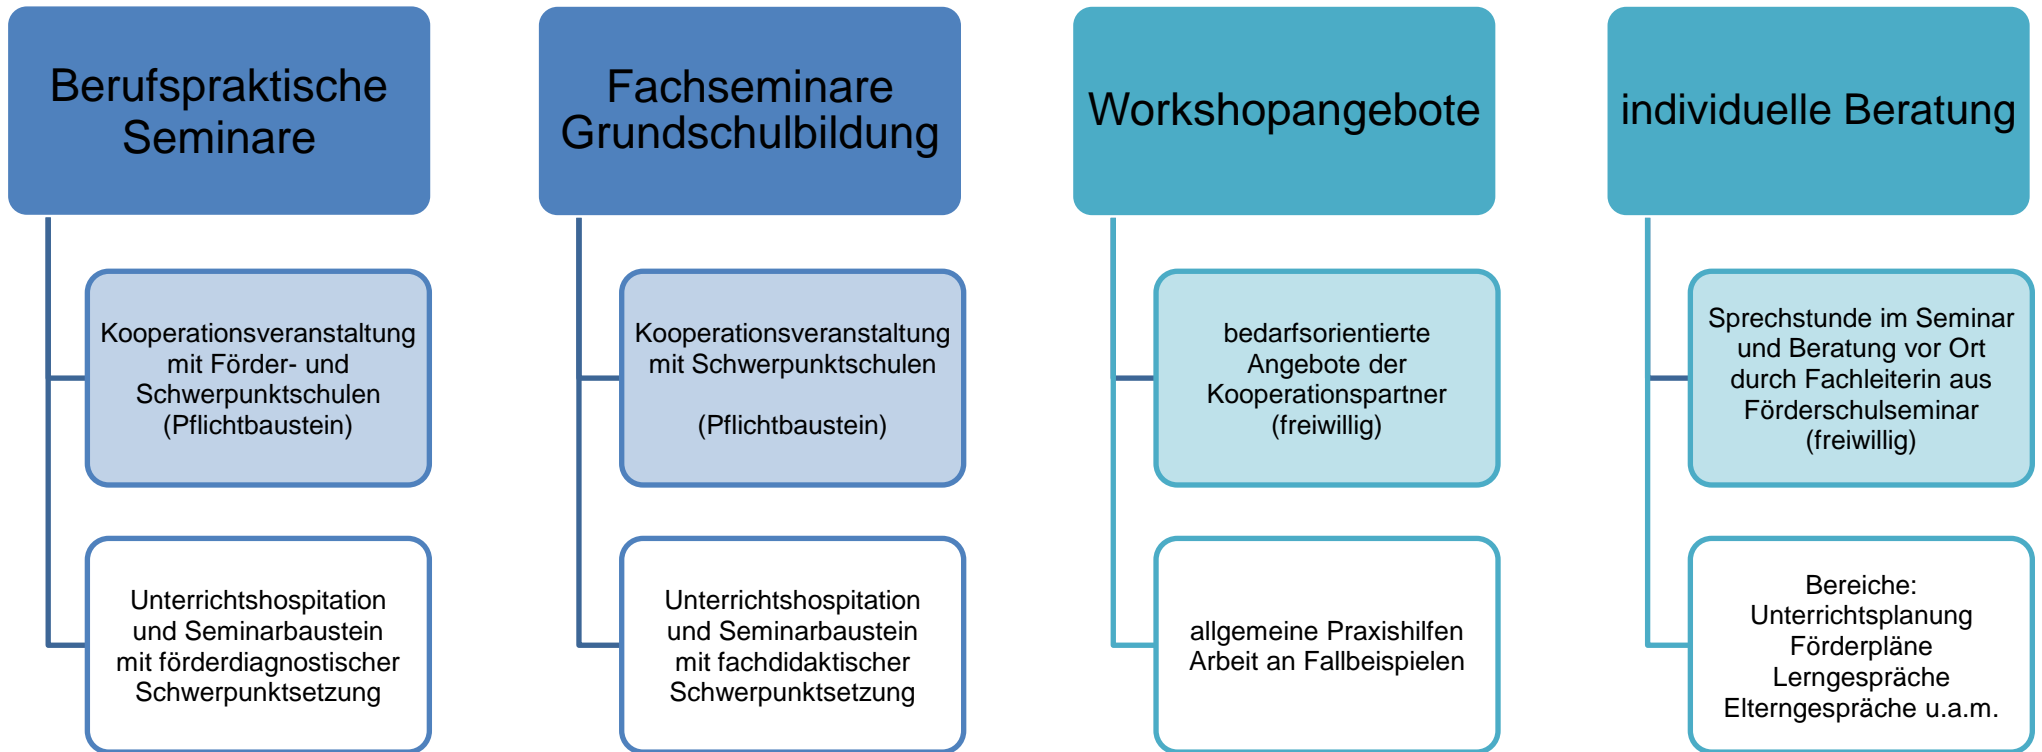 Berufspraktische
Seminare
Kooperationsveranstaltung
mit Förder- und
Schwerpunktschulen
(Pflichtbaustein)
Unterrichtshospitation
und Seminarbaustein
mit förderdiagnostischer
Schwerpunktsetzung
Fachseminare
Grundschulbildung
Kooperationsveranstaltung
mit Schwerpunktschulen
(Pflichtbaustein)
Unterrichtshospitation
und Seminarbaustein
mit fachdidaktischer
Schwerpunktsetzung
Workshopangebote
bedarfsorientierte
Angebote der
Kooperationspartner
(freiwillig)
allgemeine Praxishilfen
Arbeit an Fallbeispielen
individuelle Beratung
Sprechstunde im Seminar
und Beratung vor Ort
durch Fachleiterin aus
Förderschulseminar
(freiwillig)
Bereiche:
Unterrichtsplanung
Förderpläne
Lerngespräche
Elterngespräche u.a.m.